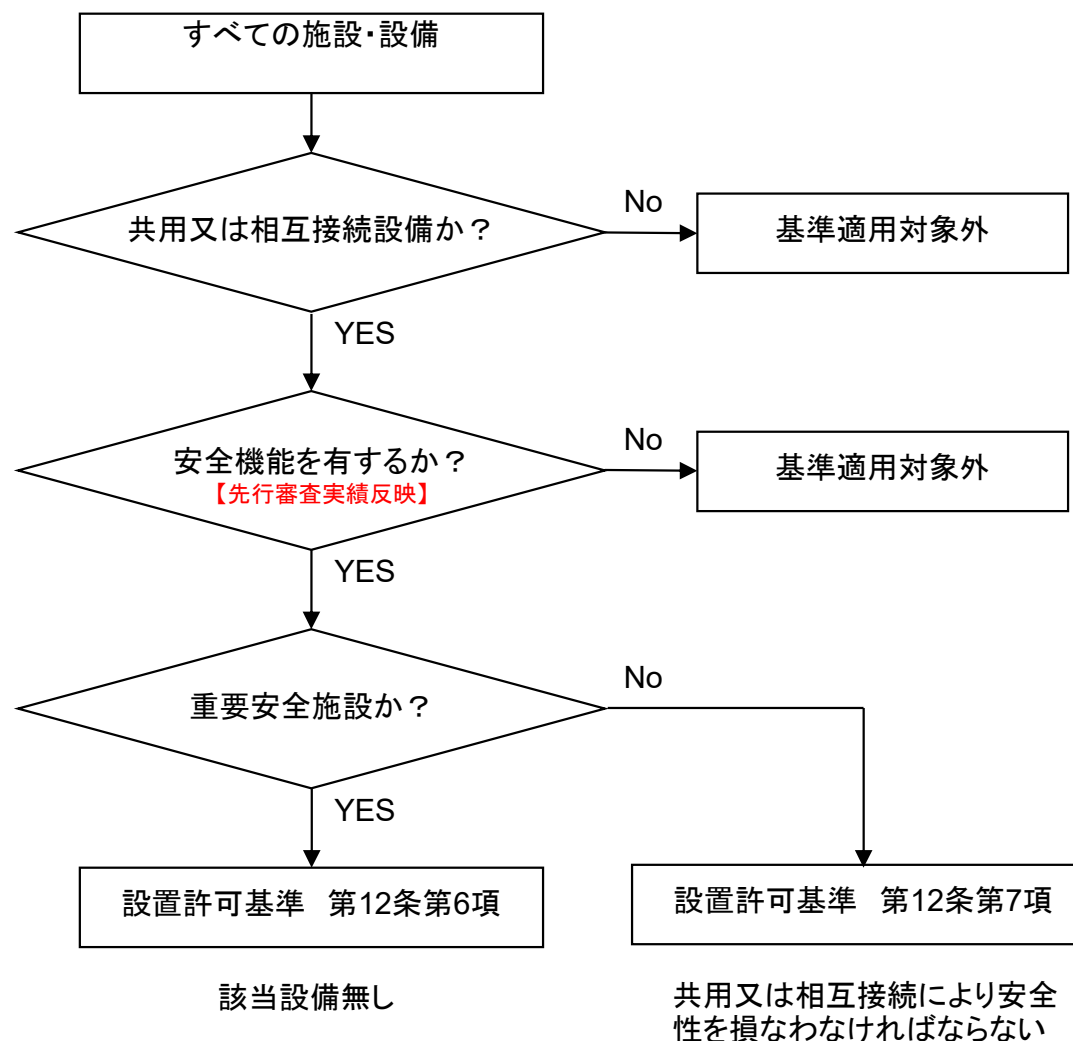 すべての施設・設備
共用又は相互接続設備か？
No
基準適用対象外
YES
安全機能を有するか？
【先行審査実績反映】
No
基準適用対象外
YES
重要安全施設か？
No
YES
設置許可基準　第12条第6項
設置許可基準　第12条第7項
該当設備無し
共用又は相互接続により安全
性を損なわなければならない